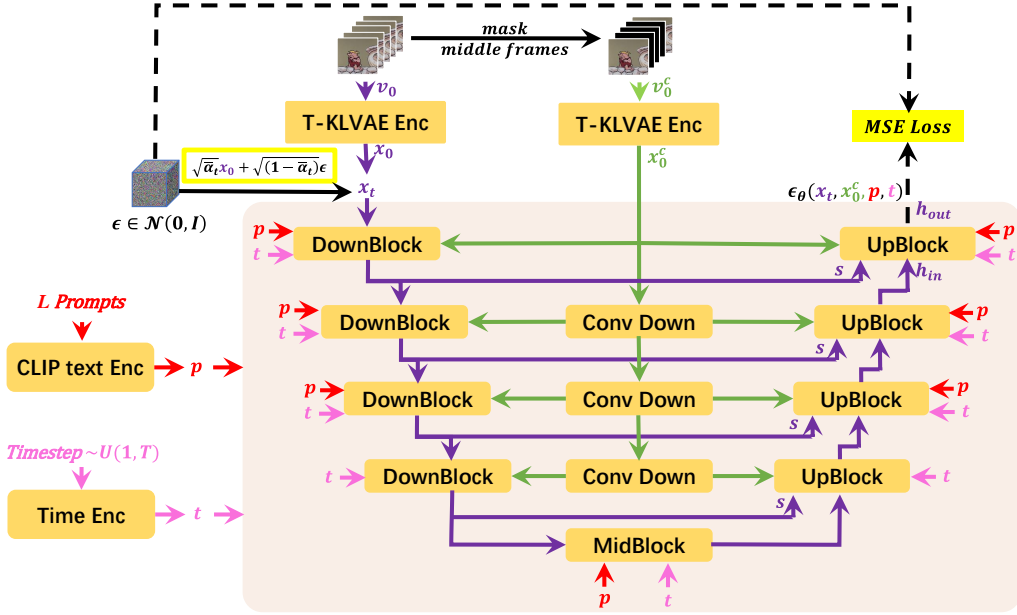 mask
middle frames
v₀
v₀ᶜ
T-KLVAE Enc
T-KLVAE Enc
MSE Loss
x₀
x₀ᶜ
√ᾱₜx₀ + √(1 − ᾱₜ)ϵ
xₜ
ϵ ∈ 𝒩(0, I)
ϵθ(xₜ, x₀ᶜ, p, t)
hₒᵤₜ
p
t
DownBlock
UpBlock
p
t
s
hᵢₙ
L Prompts
p
t
DownBlock
Conv Down
UpBlock
p
t
s
CLIP text Enc
p
p
t
DownBlock
Conv Down
UpBlock
p
t
s
Timestep~U(1, T)
t
DownBlock
Conv Down
UpBlock
t
s
Time Enc
t
MidBlock
p
t